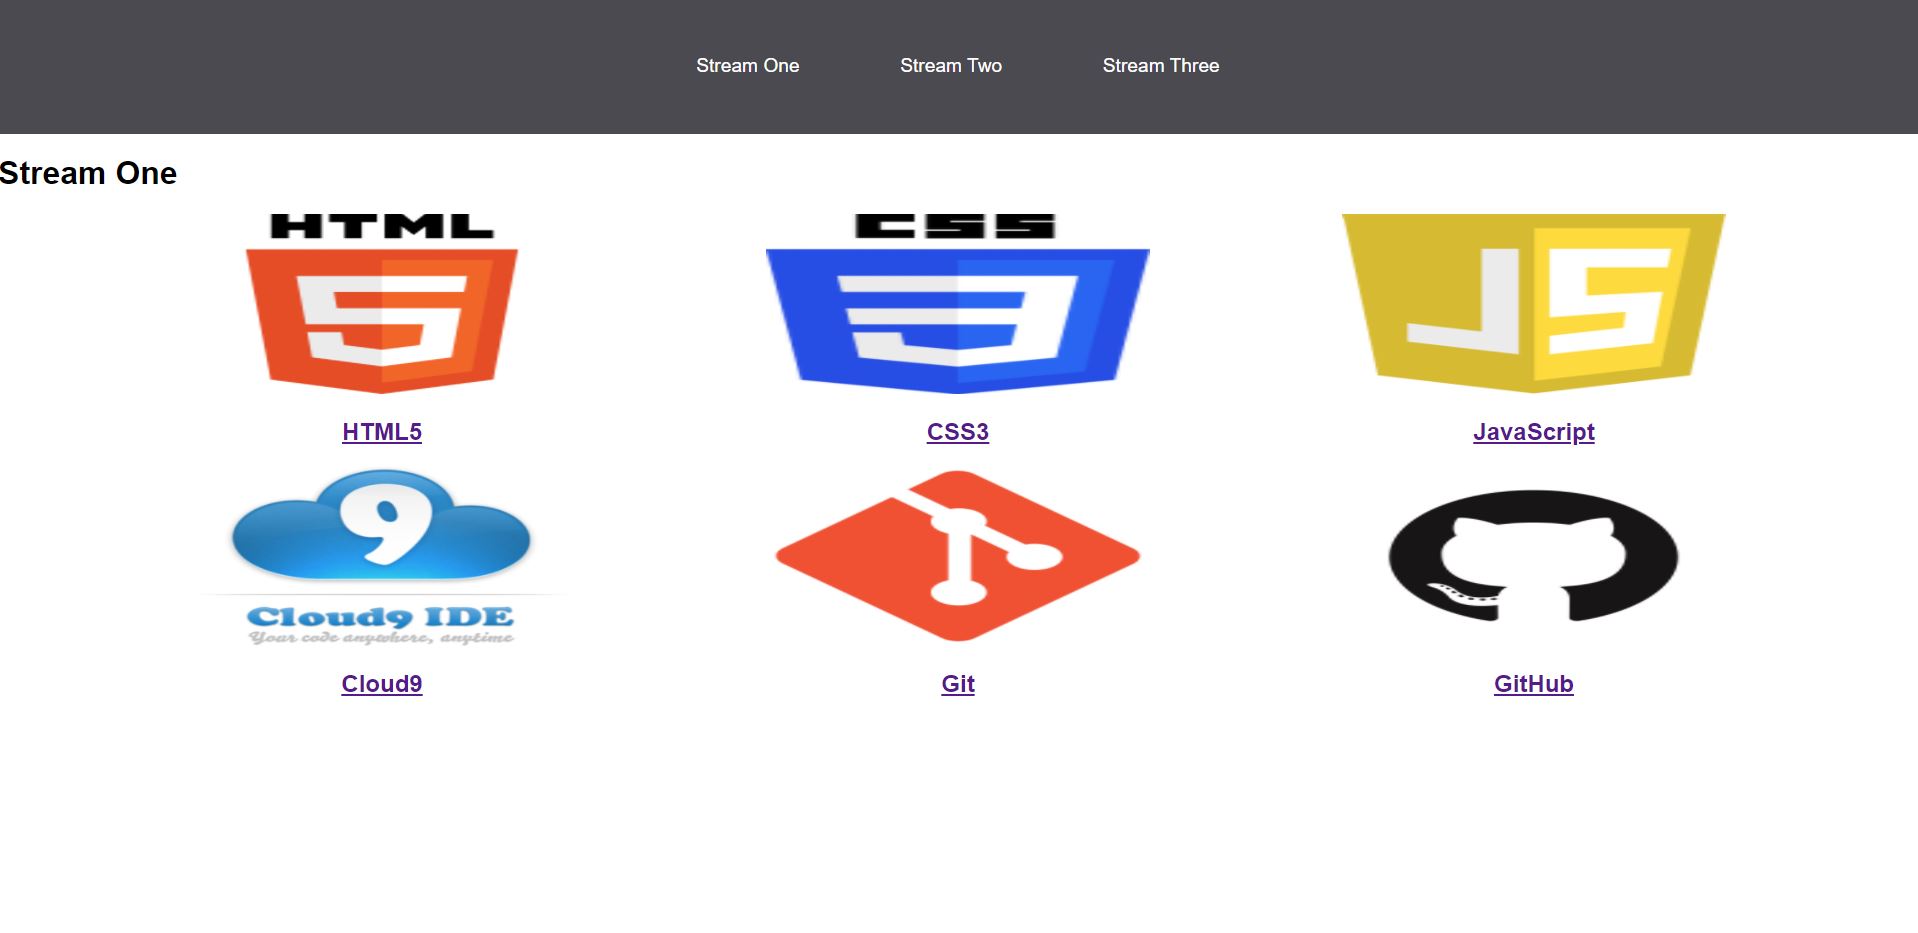 Stream One Stream Two Stream Three
Stream One
HTML CSS JS
5 3
HTML5 CSS3 JavaScript
9
Cloud9 IDE
Your code anywhere, anytime
Cloud9 Git GitHub